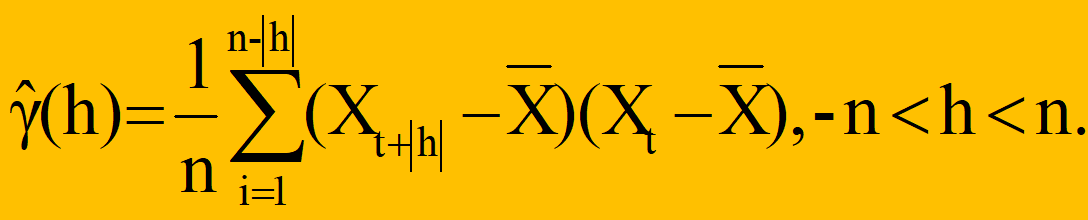 γ̂(h)=1/n ∑_{i=1}^{n-|h|}(X_{t+|h|} − X̅)(X_t − X̅), -n<h<n.